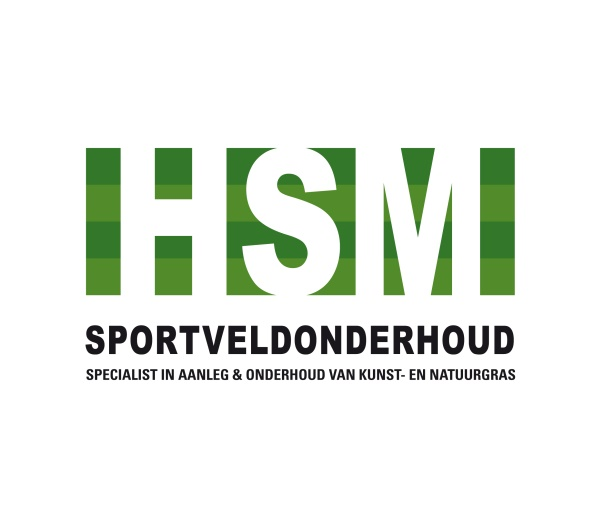 HSM
SPORTVELDONDERHOUD
SPECIALIST IN AANLEG & ONDERHOUD VAN KUNST- EN NATUURGRAS